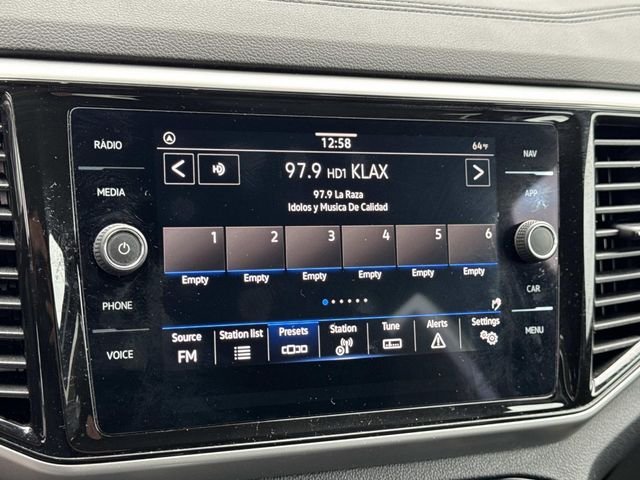 RADIO
MEDIA
PHONE
VOICE
12:58
64°F
97.9 HD1 KLAX
97.9 La Raza
Idolos y Musica De Calidad
1 2 3 4 5 6
Empty Empty Empty Empty Empty Empty
Source Station list Presets Station Tune Alerts Settings
FM
NAV
APP
CAR
MENU